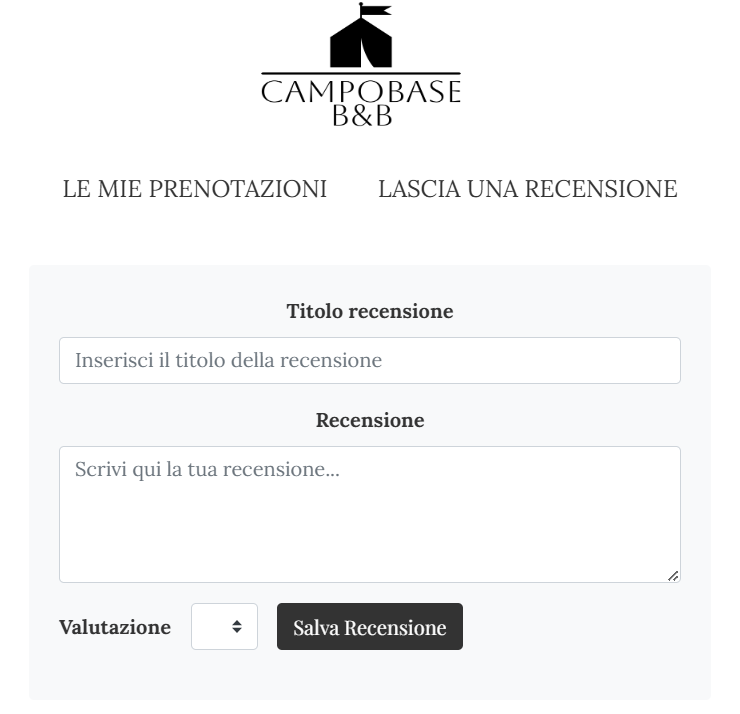 CAMPOBASE
B&B
LE MIE PRENOTAZIONI LASCIA UNA RECENSIONE
Titolo recensione
Inserisci il titolo della recensione
Recensione
Scrivi qui la tua recensione...
Valutazione Salva Recensione